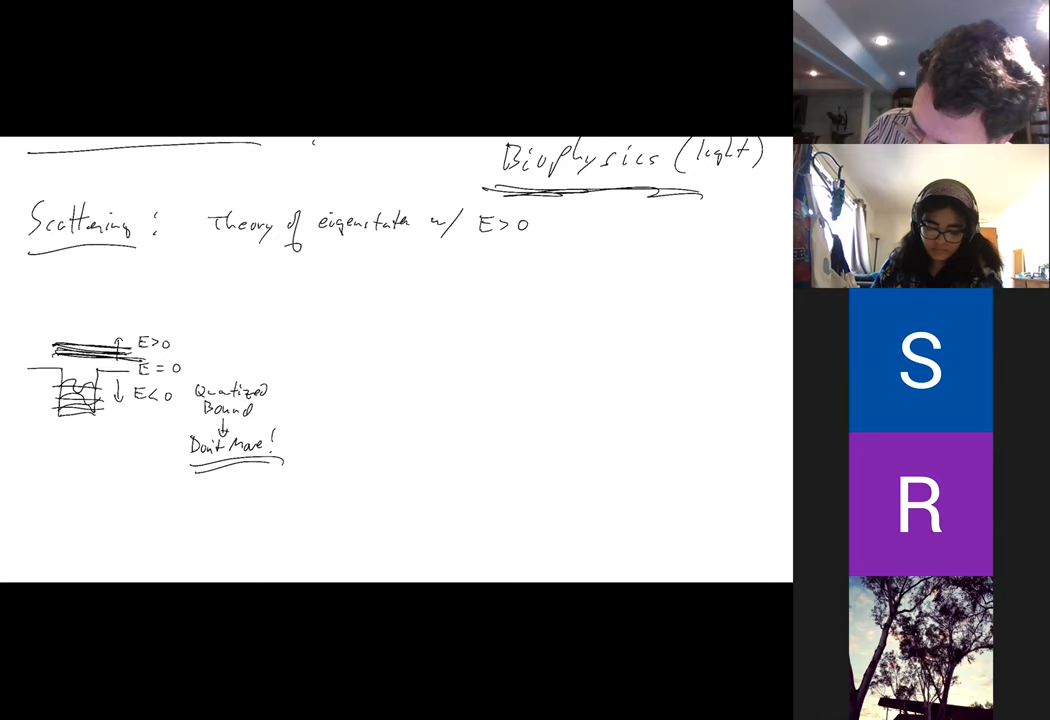 Biophysics (light)
Scattering: Theory of eigenstates w/ E > 0
E > 0
E = 0
E < 0 Quantized
Bound
Don't Move!
S
R